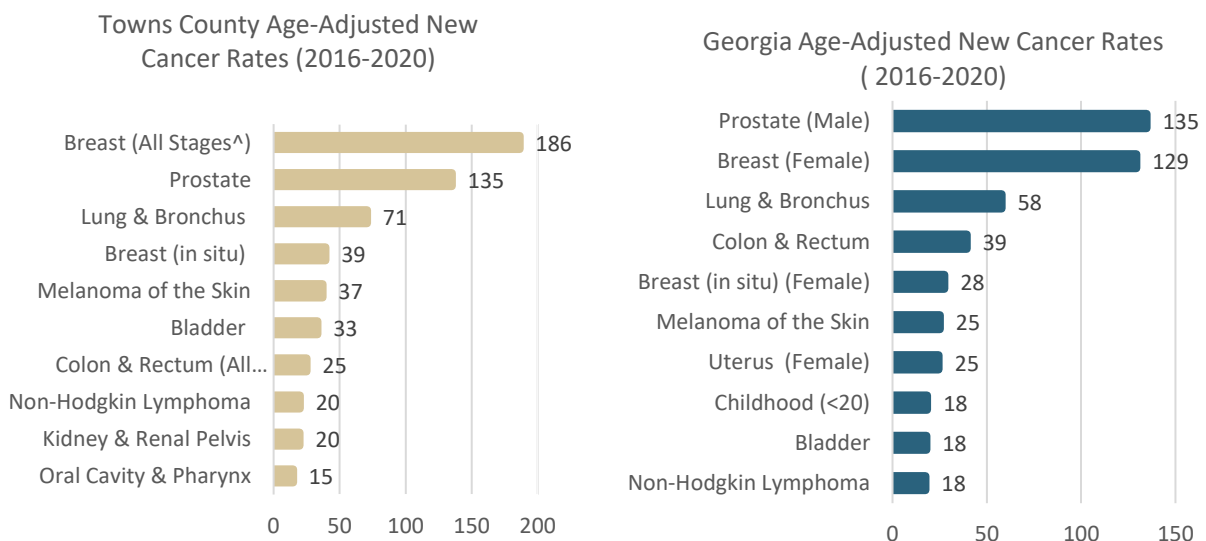 Towns County Age-Adjusted New
Cancer Rates (2016-2020)
Breast (All Stages^) 186
Prostate 135
Lung & Bronchus 71
Breast (in situ) 39
Melanoma of the Skin 37
Bladder 33
Colon & Rectum (All... 25
Non-Hodgkin Lymphoma 20
Kidney & Renal Pelvis 20
Oral Cavity & Pharynx 15
0 50 100 150 200
Georgia Age-Adjusted New Cancer Rates
( 2016-2020)
Prostate (Male) 135
Breast (Female) 129
Lung & Bronchus 58
Colon & Rectum 39
Breast (in situ) (Female) 28
Melanoma of the Skin 25
Uterus (Female) 25
Childhood (<20) 18
Bladder 18
Non-Hodgkin Lymphoma 18
0 50 100 150